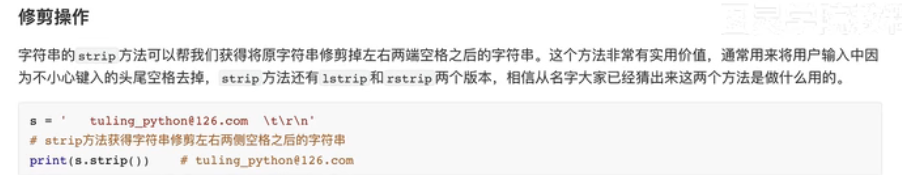 修剪操作
字符串的strip方法可以帮我们获得将原字符串修剪掉左右两端空格之后的字符串。这个方法非常有实用价值，通常用来将用户输入中因
为不小心键入的头尾空格去掉，strip方法还有lstrip和rstrip两个版本，相信从名字大家已经猜出来这两个方法是做什么用的。
s = '   tuling_python@126.com  \t\r\n'
# strip方法获得字符串修剪左右两侧空格之后的字符串
print(s.strip())    # tuling_python@126.com